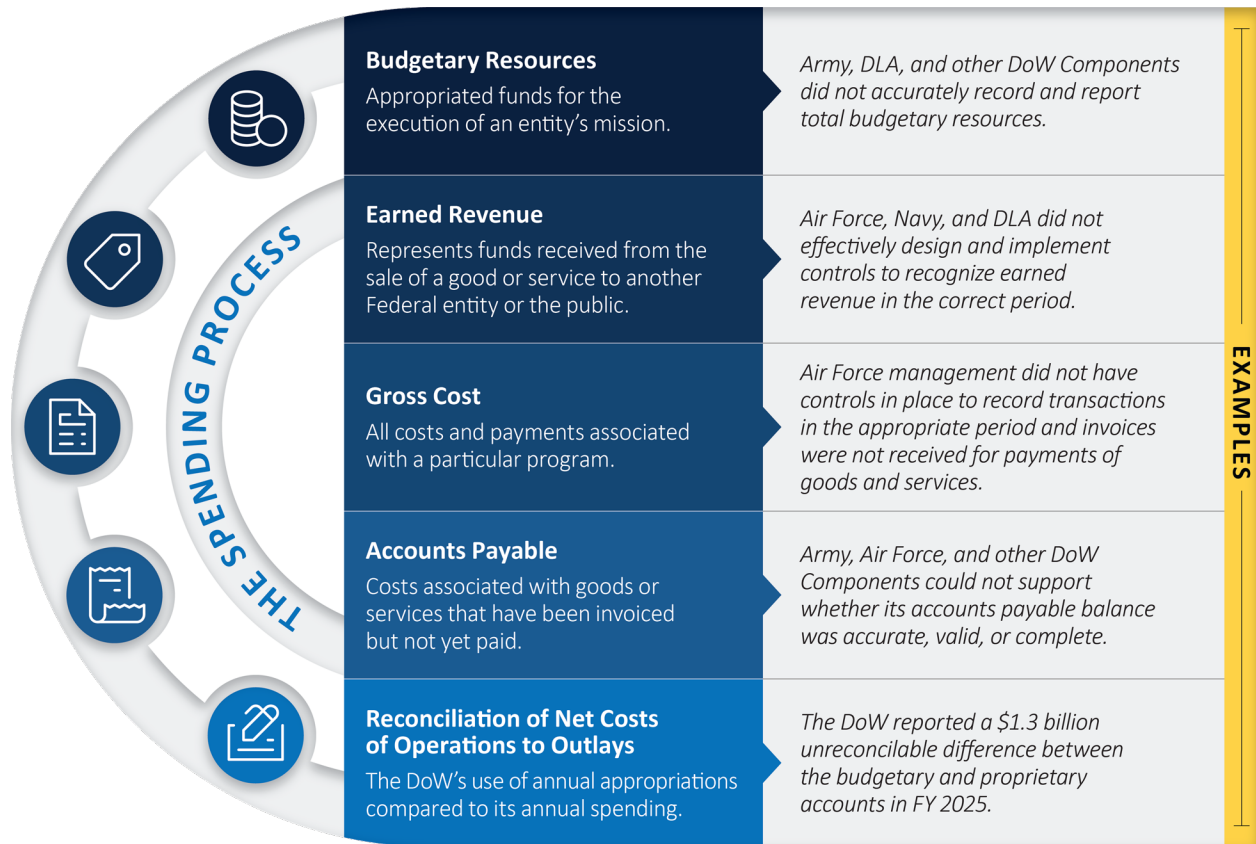 THE SPENDING PROCESS
Budgetary Resources
Appropriated funds for the
execution of an entity’s mission.
Army, DLA, and other DoW Components
did not accurately record and report
total budgetary resources.
Earned Revenue
Represents funds received from the
sale of a good or service to another
Federal entity or the public.
Air Force, Navy, and DLA did not
effectively design and implement
controls to recognize earned
revenue in the correct period.
Gross Cost
All costs and payments associated
with a particular program.
Air Force management did not have
controls in place to record transactions
in the appropriate period and invoices
were not received for payments of
goods and services.
Accounts Payable
Costs associated with goods or
services that have been invoiced
but not yet paid.
Army, Air Force, and other DoW
Components could not support
whether its accounts payable balance
was accurate, valid, or complete.
Reconciliation of Net Costs
of Operations to Outlays
The DoW’s use of annual appropriations
compared to its annual spending.
The DoW reported a $1.3 billion
unreconcilable difference between
the budgetary and proprietary
accounts in FY 2025.
EXAMPLES